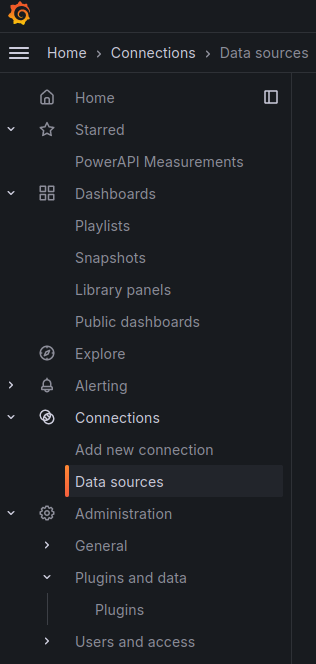 Home › Connections › Data sources
Home
Starred
PowerAPI Measurements
Dashboards
Playlists
Snapshots
Library panels
Public dashboards
Explore
Alerting
Connections
Add new connection
Data sources
Administration
General
Plugins and data
Plugins
Users and access